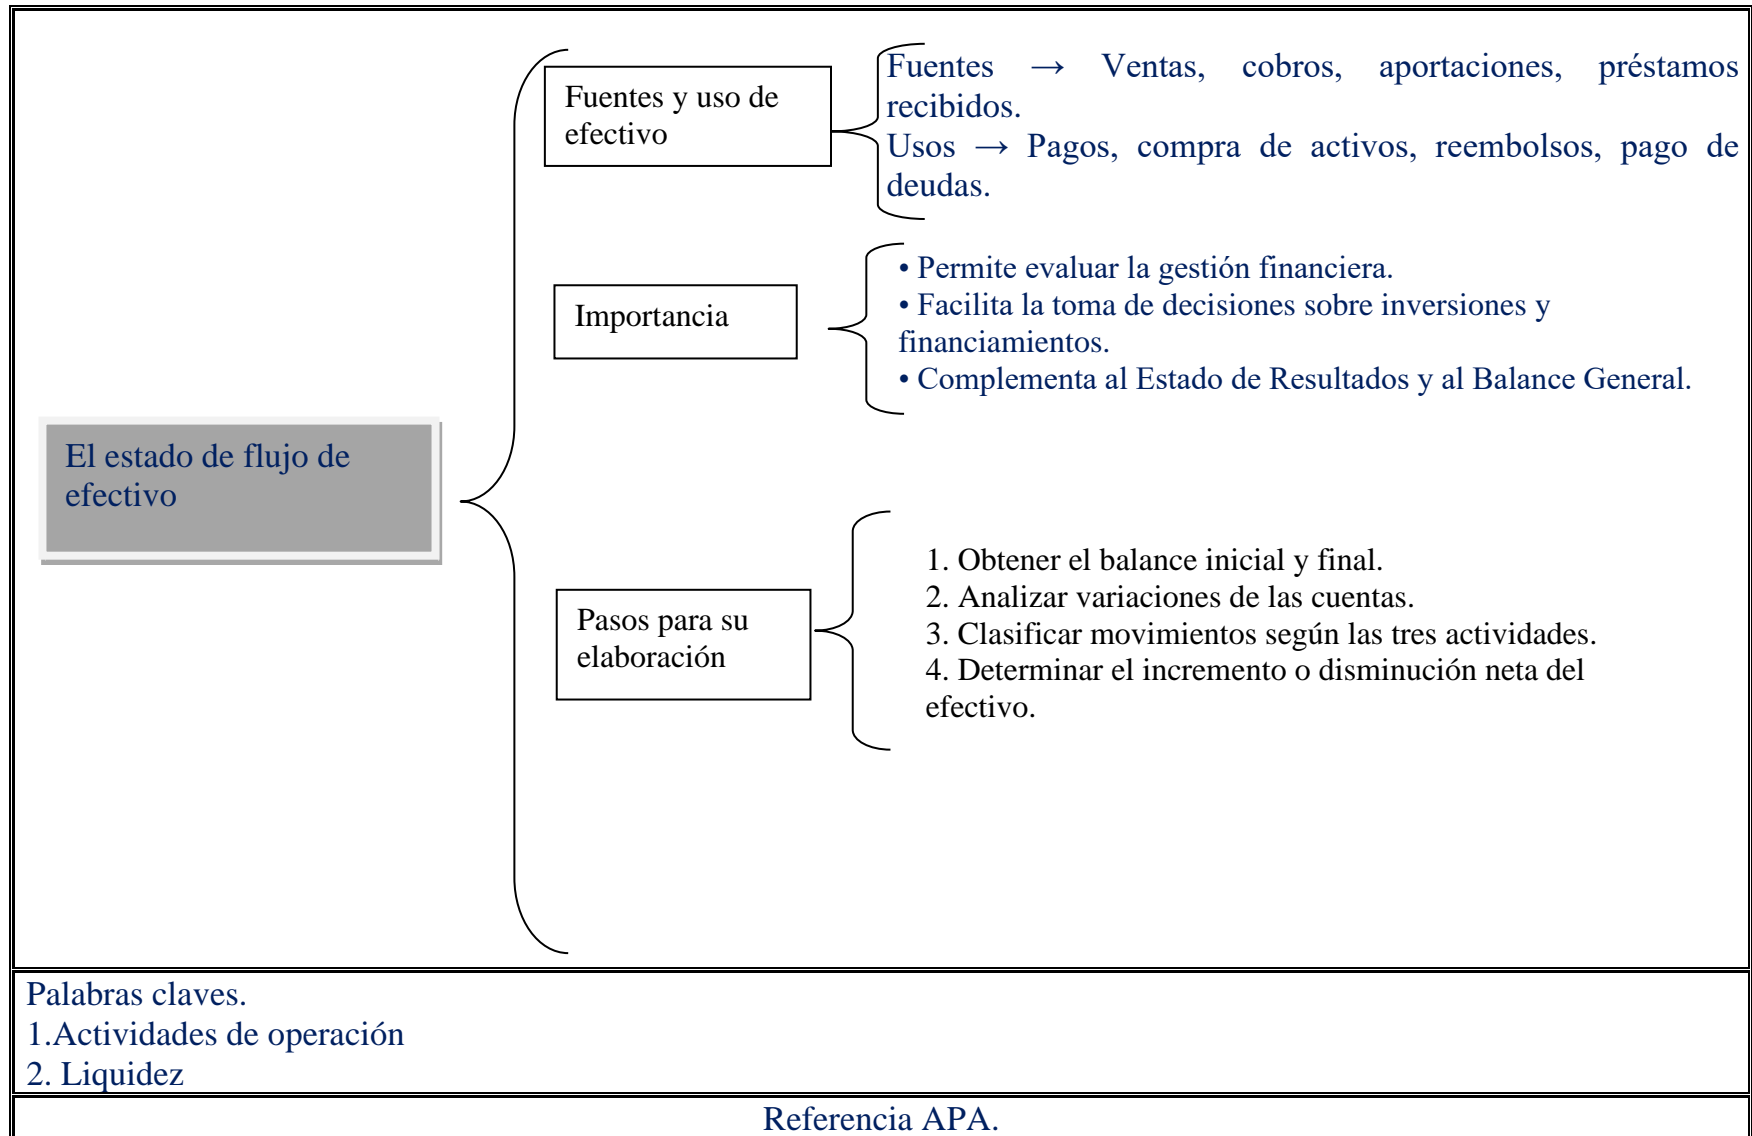 Fuentes y uso de
efectivo
Fuentes → Ventas, cobros, aportaciones, préstamos
recibidos.
Usos → Pagos, compra de activos, reembolsos, pago de
deudas.
Importancia
• Permite evaluar la gestión financiera.
• Facilita la toma de decisiones sobre inversiones y
financiamientos.
• Complementa al Estado de Resultados y al Balance General.
El estado de flujo de
efectivo
Pasos para su
elaboración
1. Obtener el balance inicial y final.
2. Analizar variaciones de las cuentas.
3. Clasificar movimientos según las tres actividades.
4. Determinar el incremento o disminución neta del
efectivo.
Palabras claves.
1.Actividades de operación
2. Liquidez
Referencia APA.